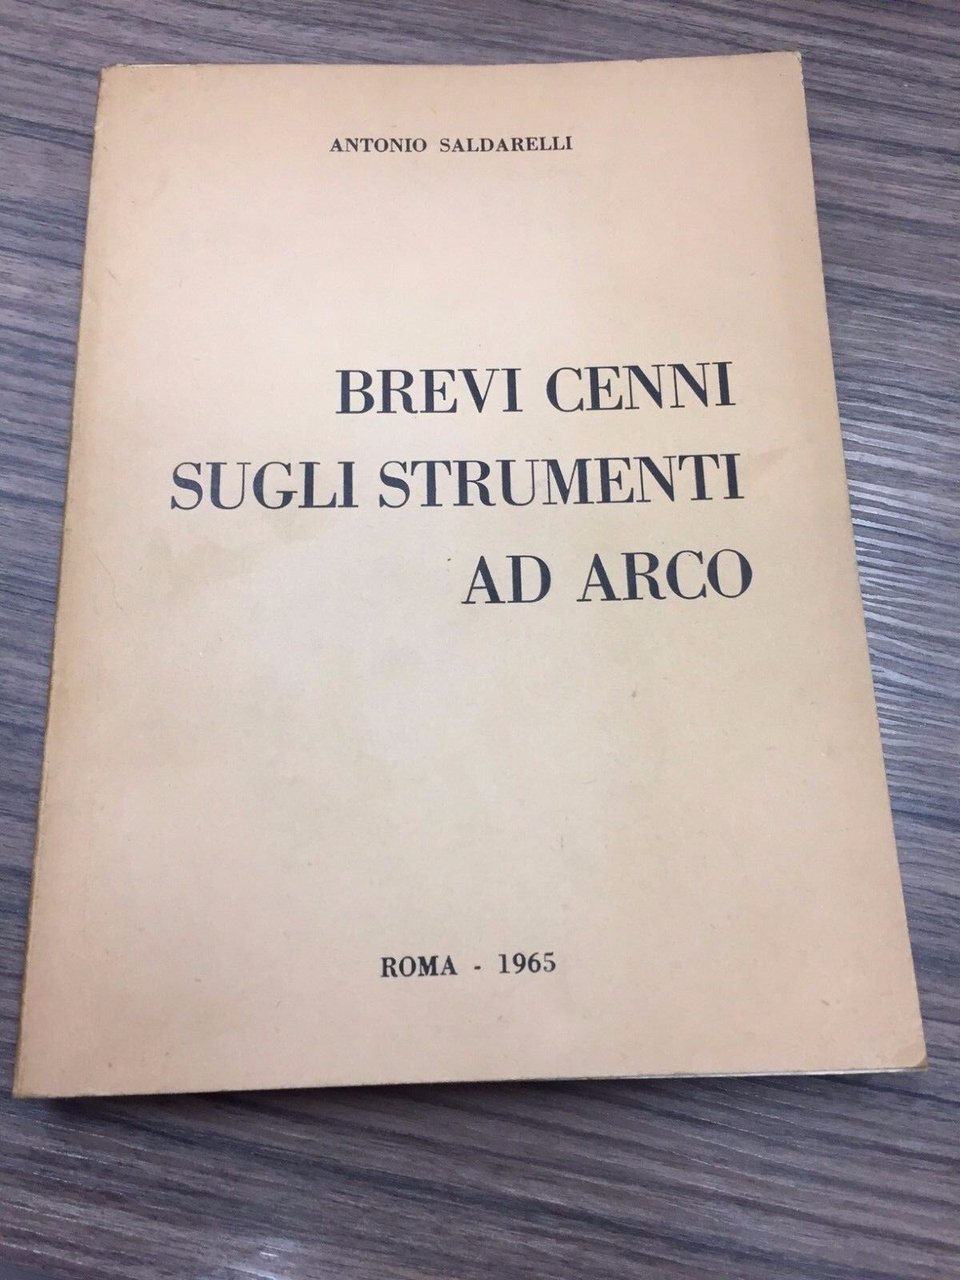 ANTONIO SALDARELLI
BREVI CENNI
SUGLI STRUMENTI
AD ARCO
ROMA - 1965